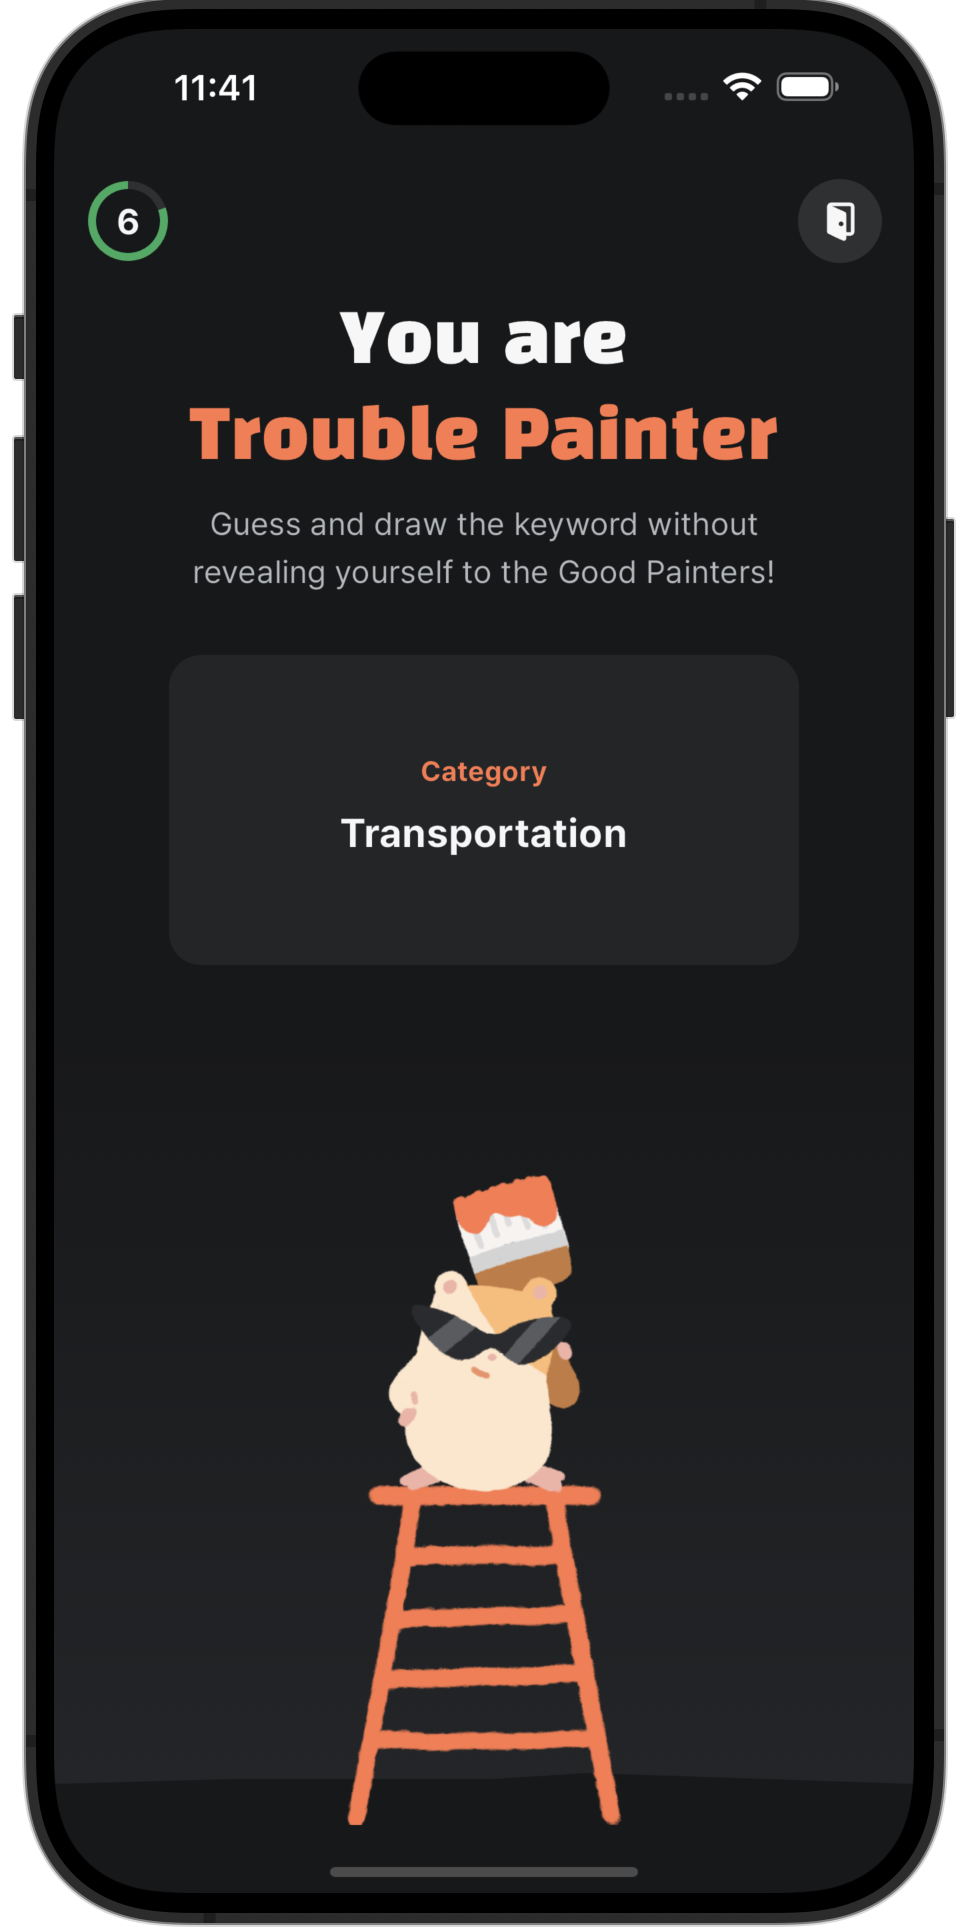 11:41
6
You are
Trouble Painter
Guess and draw the keyword without
revealing yourself to the Good Painters!
Category
Transportation